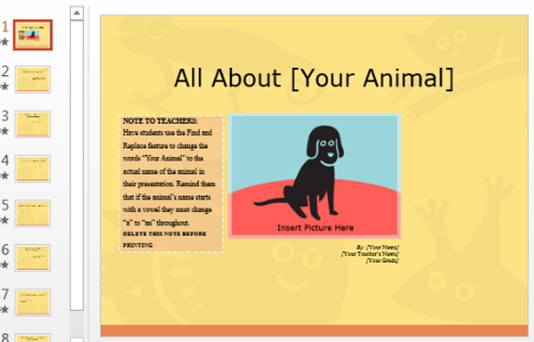 1
2
3
4
5
6
7
8
All About [Your Animal]
NOTE TO TEACHERS:
Have students use the Find and
Replace feature to change the
words "Your Animal" to the
actual name of the animal in
their presentation. Remind them
that if the animal's name starts
with a vowel they must change
"a" to "an" throughout.
DELETE THIS NOTE BEFORE
PRINTING
Insert Picture Here
By: [Your Name]
[Your Teacher's Name]
[Your Grade]